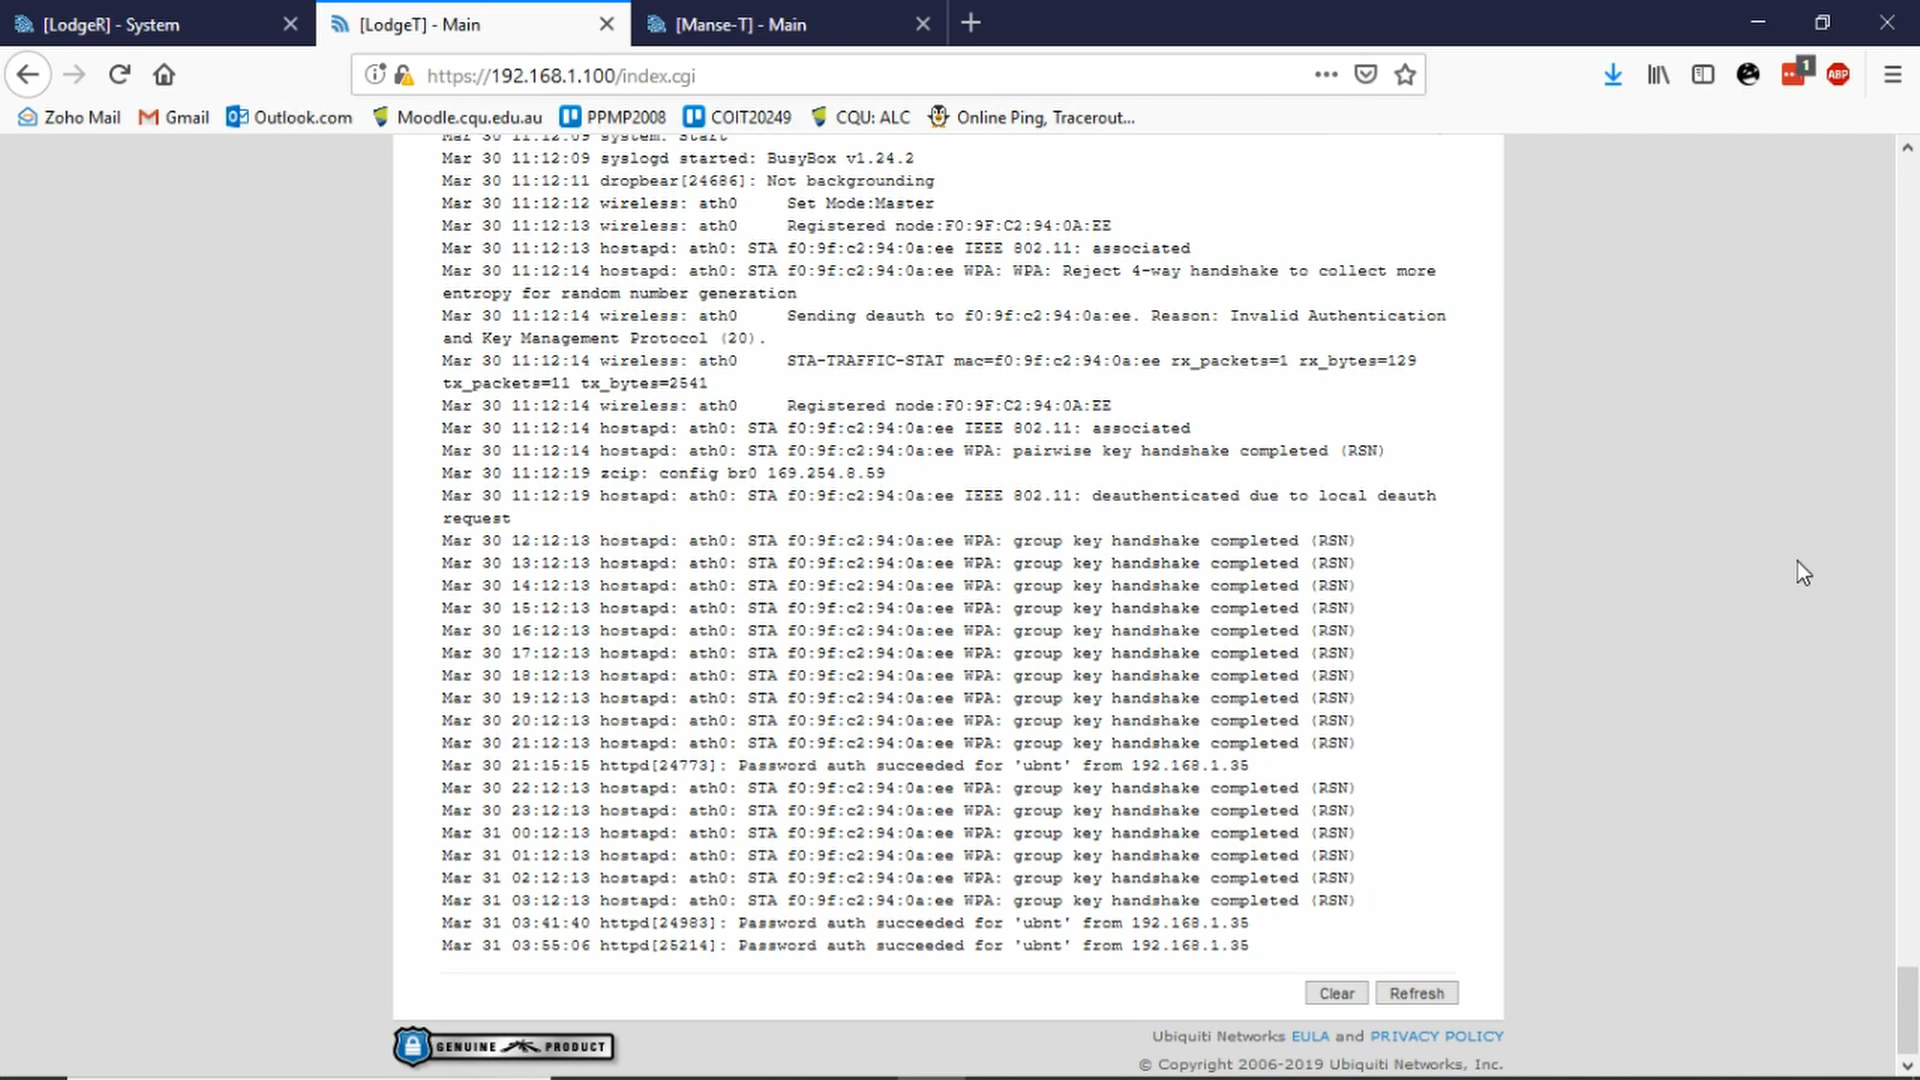 [LodgeR] - System
[LodgeT] - Main
[Manse-T] - Main
https://192.168.1.100/index.cgi
1
ABP
Zoho Mail
Gmail
Outlook.com
Moodle.cqu.edu.au
PPMP2008
COIT20249
CQU: ALC
Online Ping, Tracerout...
Mar 30 11:12:09 system: Start
Mar 30 11:12:09 syslogd started: BusyBox v1.24.2
Mar 30 11:12:11 dropbear[24686]: Not backgrounding
Mar 30 11:12:12 wireless: ath0     Set Mode:Master
Mar 30 11:12:13 wireless: ath0     Registered node:F0:9F:C2:94:0A:EE
Mar 30 11:12:13 hostapd: ath0: STA f0:9f:c2:94:0a:ee IEEE 802.11: associated
Mar 30 11:12:14 hostapd: ath0: STA f0:9f:c2:94:0a:ee WPA: WPA: Reject 4-way handshake to collect more
entropy for random number generation
Mar 30 11:12:14 wireless: ath0     Sending deauth to f0:9f:c2:94:0a:ee. Reason: Invalid Authentication
and Key Management Protocol (20).
Mar 30 11:12:14 wireless: ath0     STA-TRAFFIC-STAT mac=f0:9f:c2:94:0a:ee rx_packets=1 rx_bytes=129
tx_packets=11 tx_bytes=2541
Mar 30 11:12:14 wireless: ath0     Registered node:F0:9F:C2:94:0A:EE
Mar 30 11:12:14 hostapd: ath0: STA f0:9f:c2:94:0a:ee IEEE 802.11: associated
Mar 30 11:12:14 hostapd: ath0: STA f0:9f:c2:94:0a:ee WPA: pairwise key handshake completed (RSN)
Mar 30 11:12:19 zcip: config br0 169.254.8.59
Mar 30 11:12:19 hostapd: ath0: STA f0:9f:c2:94:0a:ee IEEE 802.11: deauthenticated due to local deauth
request
Mar 30 12:12:13 hostapd: ath0: STA f0:9f:c2:94:0a:ee WPA: group key handshake completed (RSN)
Mar 30 13:12:13 hostapd: ath0: STA f0:9f:c2:94:0a:ee WPA: group key handshake completed (RSN)
Mar 30 14:12:13 hostapd: ath0: STA f0:9f:c2:94:0a:ee WPA: group key handshake completed (RSN)
Mar 30 15:12:13 hostapd: ath0: STA f0:9f:c2:94:0a:ee WPA: group key handshake completed (RSN)
Mar 30 16:12:13 hostapd: ath0: STA f0:9f:c2:94:0a:ee WPA: group key handshake completed (RSN)
Mar 30 17:12:13 hostapd: ath0: STA f0:9f:c2:94:0a:ee WPA: group key handshake completed (RSN)
Mar 30 18:12:13 hostapd: ath0: STA f0:9f:c2:94:0a:ee WPA: group key handshake completed (RSN)
Mar 30 19:12:13 hostapd: ath0: STA f0:9f:c2:94:0a:ee WPA: group key handshake completed (RSN)
Mar 30 20:12:13 hostapd: ath0: STA f0:9f:c2:94:0a:ee WPA: group key handshake completed (RSN)
Mar 30 21:12:13 hostapd: ath0: STA f0:9f:c2:94:0a:ee WPA: group key handshake completed (RSN)
Mar 30 21:15:15 httpd[24773]: Password auth succeeded for 'ubnt' from 192.168.1.35
Mar 30 22:12:13 hostapd: ath0: STA f0:9f:c2:94:0a:ee WPA: group key handshake completed (RSN)
Mar 30 23:12:13 hostapd: ath0: STA f0:9f:c2:94:0a:ee WPA: group key handshake completed (RSN)
Mar 31 00:12:13 hostapd: ath0: STA f0:9f:c2:94:0a:ee WPA: group key handshake completed (RSN)
Mar 31 01:12:13 hostapd: ath0: STA f0:9f:c2:94:0a:ee WPA: group key handshake completed (RSN)
Mar 31 02:12:13 hostapd: ath0: STA f0:9f:c2:94:0a:ee WPA: group key handshake completed (RSN)
Mar 31 03:12:13 hostapd: ath0: STA f0:9f:c2:94:0a:ee WPA: group key handshake completed (RSN)
Mar 31 03:41:40 httpd[24983]: Password auth succeeded for 'ubnt' from 192.168.1.35
Mar 31 03:55:06 httpd[25214]: Password auth succeeded for 'ubnt' from 192.168.1.35
Clear
Refresh
GENUINE PRODUCT
Ubiquiti Networks EULA and PRIVACY POLICY
© Copyright 2006-2019 Ubiquiti Networks, Inc.